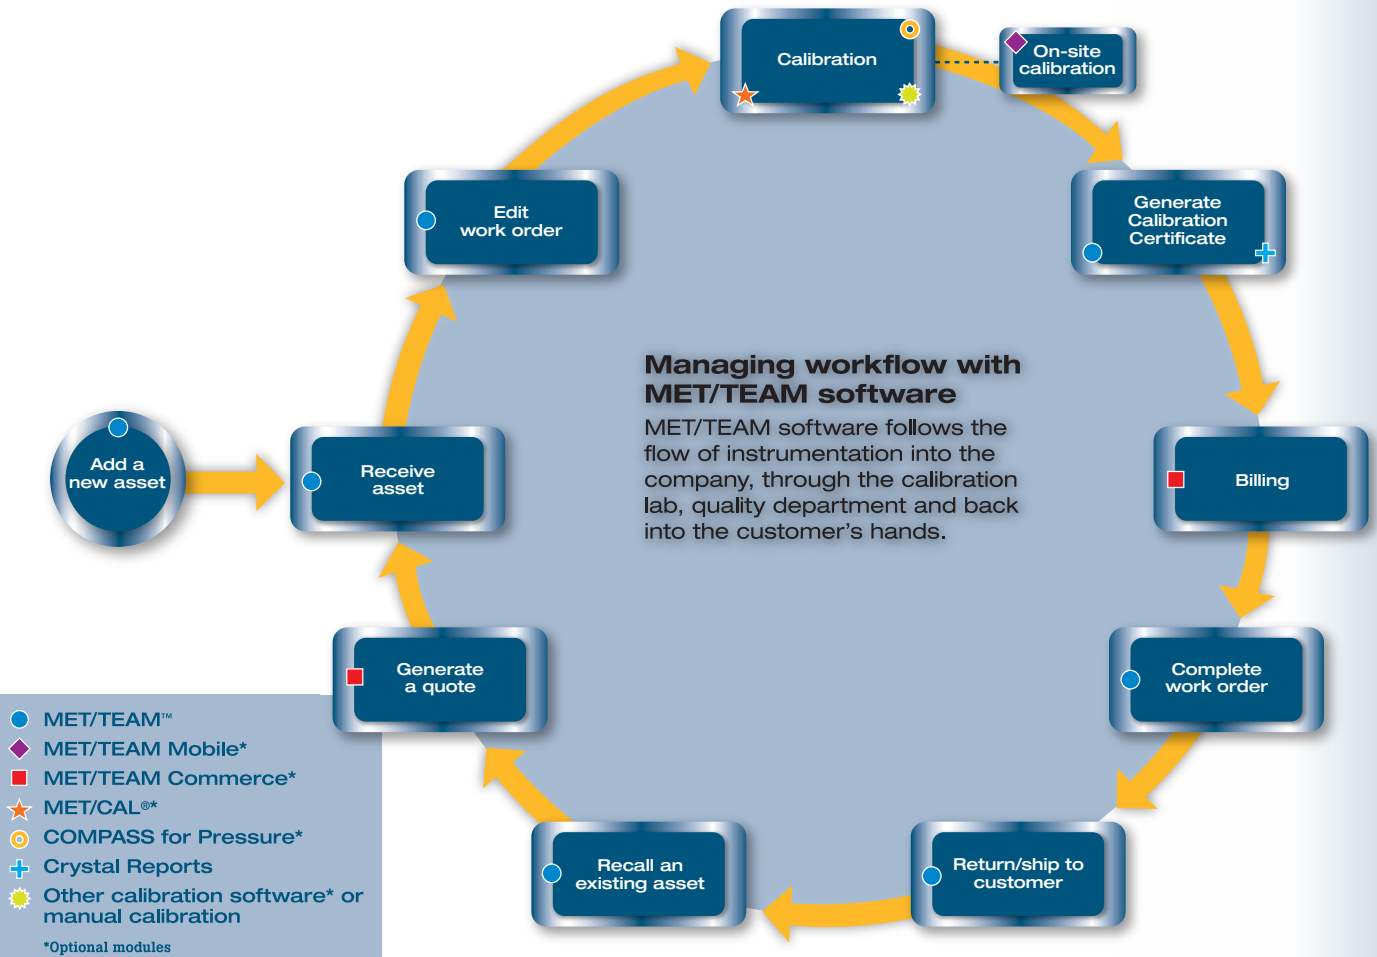 Calibration
On-site
calibration
Edit
work order
Generate
Calibration
Certificate
Managing workflow with
MET/TEAM software
MET/TEAM software follows the
flow of instrumentation into the
company, through the calibration
lab, quality department and back
into the customer's hands.
Add a
new asset
Receive
asset
Billing
Generate
a quote
Complete
work order
Recall an
existing asset
Return/ship to
customer
MET/TEAM™
MET/TEAM Mobile*
MET/TEAM Commerce*
MET/CAL®*
COMPASS for Pressure*
Crystal Reports
Other calibration software* or
manual calibration
*Optional modules